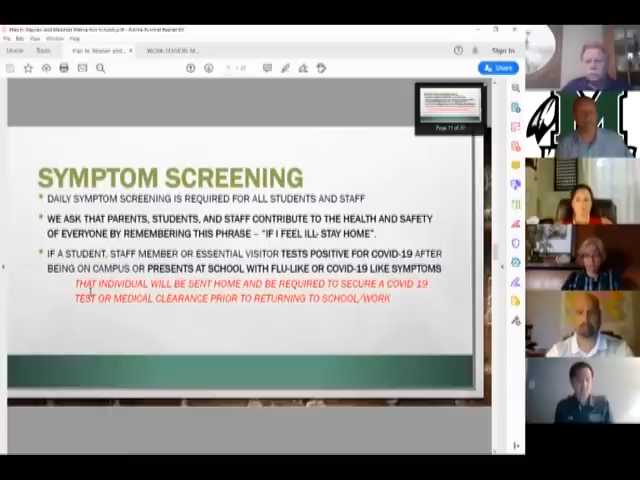 Home Tools
Sign In
Share
Page 11 of 37
SYMPTOM SCREENING
• DAILY SYMPTOM SCREENING IS REQUIRED FOR ALL STUDENTS AND STAFF
• WE ASK THAT PARENTS, STUDENTS, AND STAFF CONTRIBUTE TO THE HEALTH AND SAFETY
OF EVERYONE BY REMEMBERING THIS PHRASE – "IF I FEEL ILL- STAY HOME".
• IF A STUDENT, STAFF MEMBER OR ESSENTIAL VISITOR TESTS POSITIVE FOR COVID-19 AFTER
BEING ON CAMPUS OR PRESENTS AT SCHOOL WITH FLU-LIKE OR COVID-19 LIKE SYMPTOMS
THAT INDIVIDUAL WILL BE SENT HOME AND BE REQUIRED TO SECURE A COVID 19
TEST OR MEDICAL CLEARANCE PRIOR TO RETURNING TO SCHOOL/WORK
M